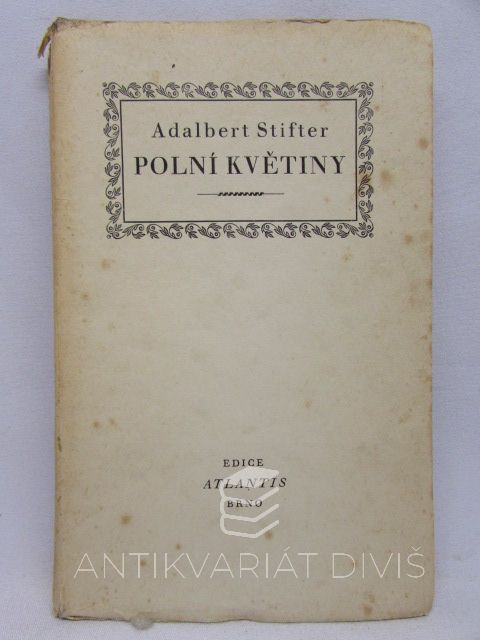 Adalbert Stifter
POLNÍ KVĚTINY
EDICE
ATLANTIS
BRNO
ANTIKVARIÁT DIVIŠ